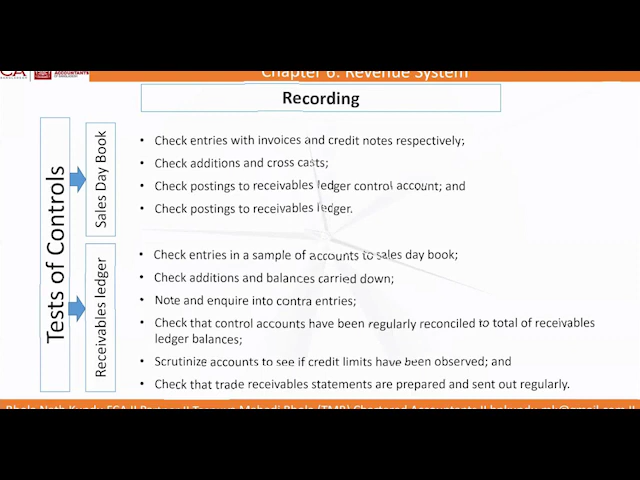 CA
ACCOUNTANTS
Chapter 6: Revenue System
Recording
Tests of Controls
Sales Day Book
• Check entries with invoices and credit notes respectively;
• Check additions and cross casts;
• Check postings to receivables ledger control account; and
• Check postings to receivables ledger.
Receivables ledger
• Check entries in a sample of accounts to sales day book;
• Check additions and balances carried down;
• Note and enquire into contra entries;
• Check that control accounts have been regularly reconciled to total of receivables
ledger balances;
• Scrutinize accounts to see if credit limits have been observed; and
• Check that trade receivables statements are prepared and sent out regularly.